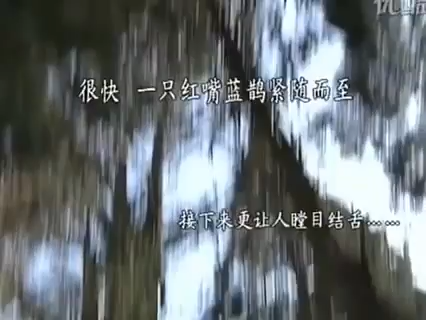 很快 一只红嘴蓝鹊紧随而至
接下来更让人瞠目结舌……